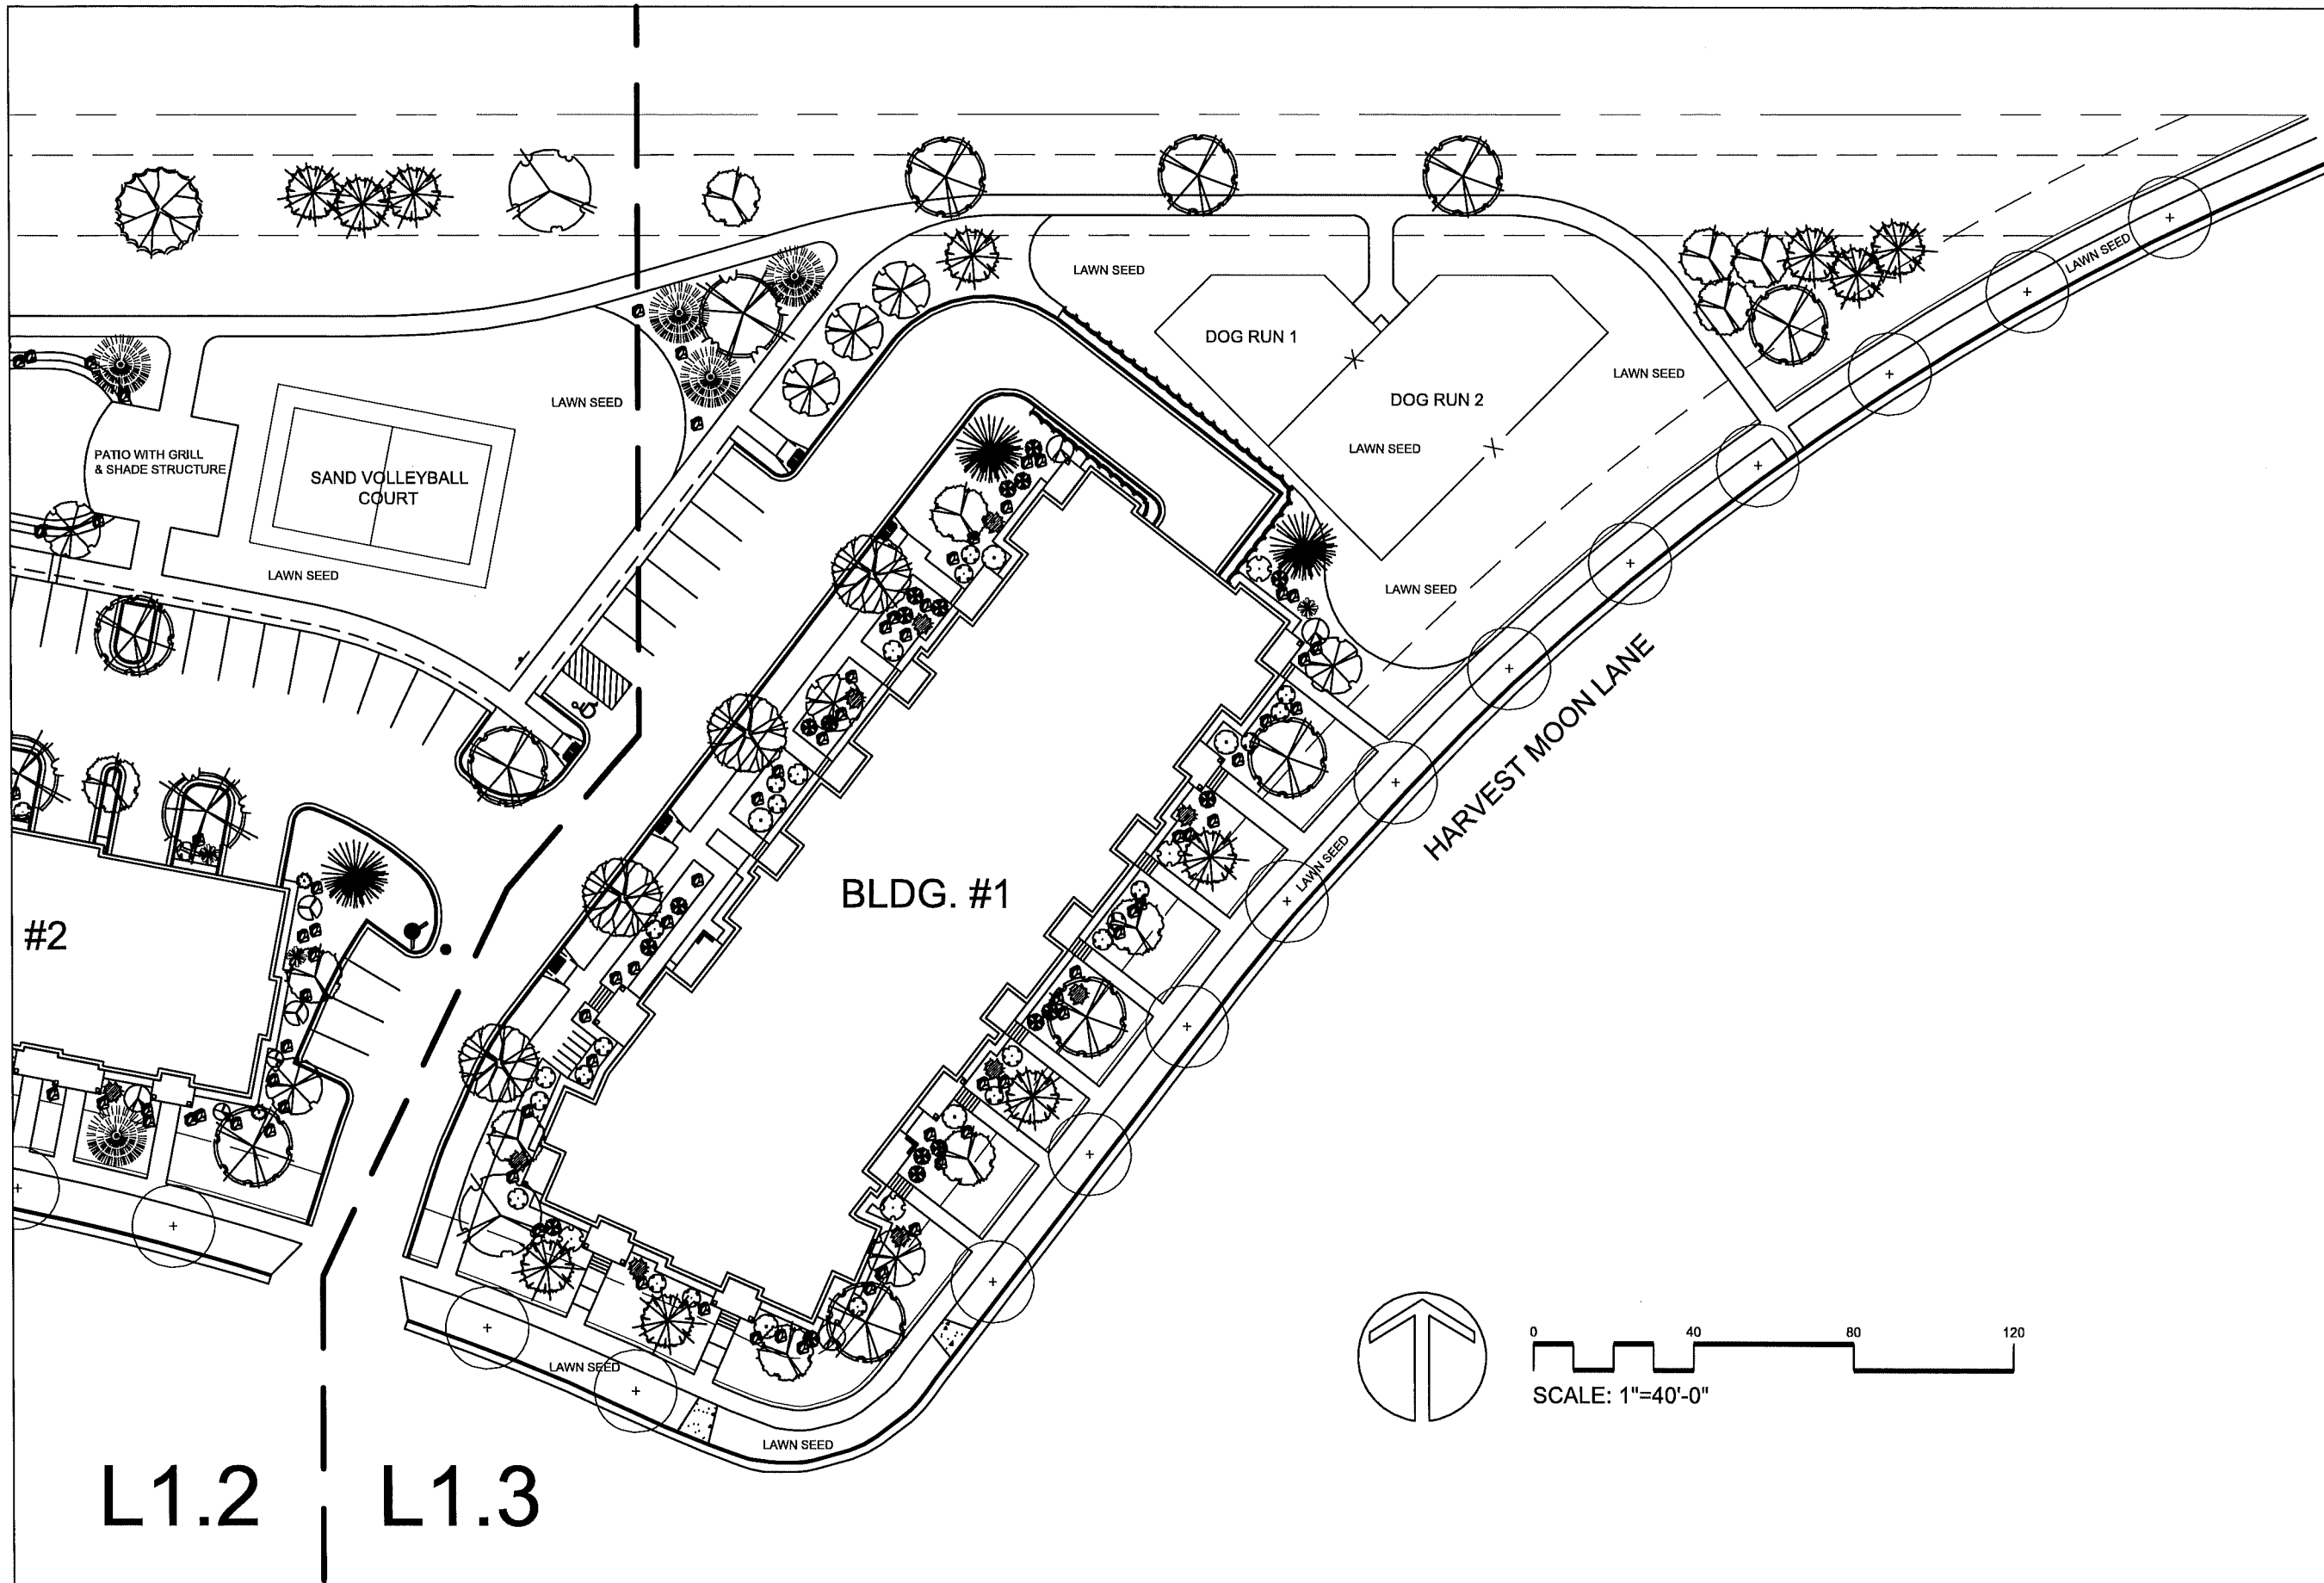 LAWN SEED
LAWN SEED
DOG RUN 1
LAWN SEED
DOG RUN 2
LAWN SEED
LAWN SEED
PATIO WITH GRILL
& SHADE STRUCTURE
SAND VOLLEYBALL
COURT
LAWN SEED
LAWN SEED
HARVEST MOON LANE
LAWN SEED
BLDG. #1
#2
LAWN SEED
LAWN SEED
0 40 80 120
SCALE: 1"=40'-0"
L1.2
L1.3